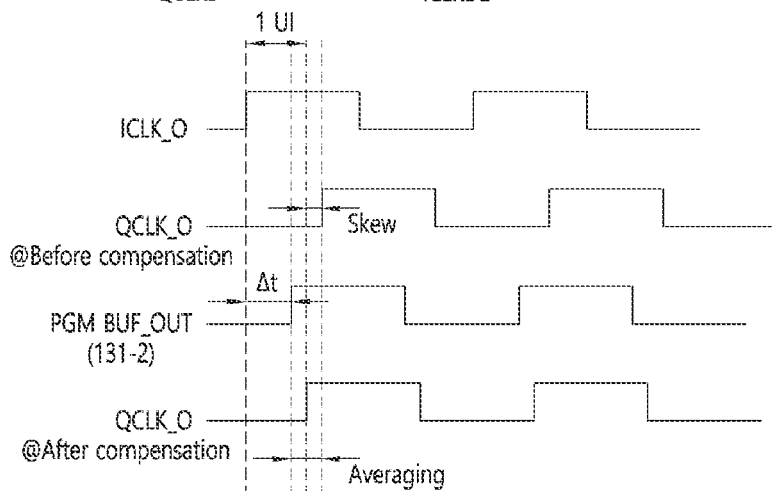 1 UI
ICLK_O
QCLK_O
@Before compensation
Skew
Δt
PGM BUF_OUT
(131-2)
QCLK_O
@After compensation
Averaging